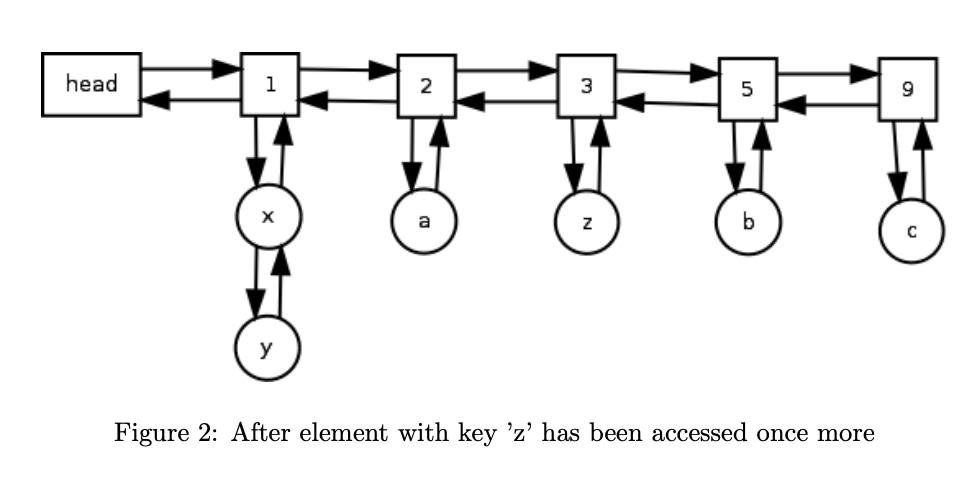 head 1 2 3 5 9
x a z b c
y
Figure 2: After element with key ’z’ has been accessed once more